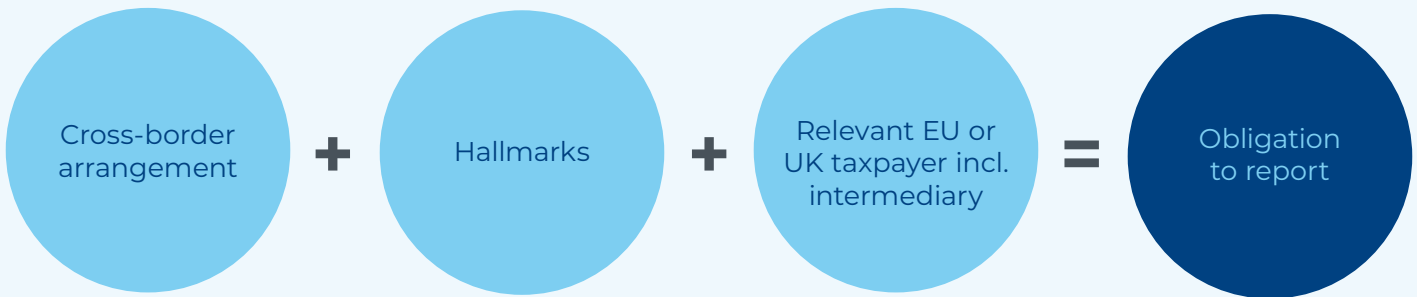 Cross-border
arrangement
+
Hallmarks
+
Relevant EU or
UK taxpayer incl.
intermediary
=
Obligation
to report